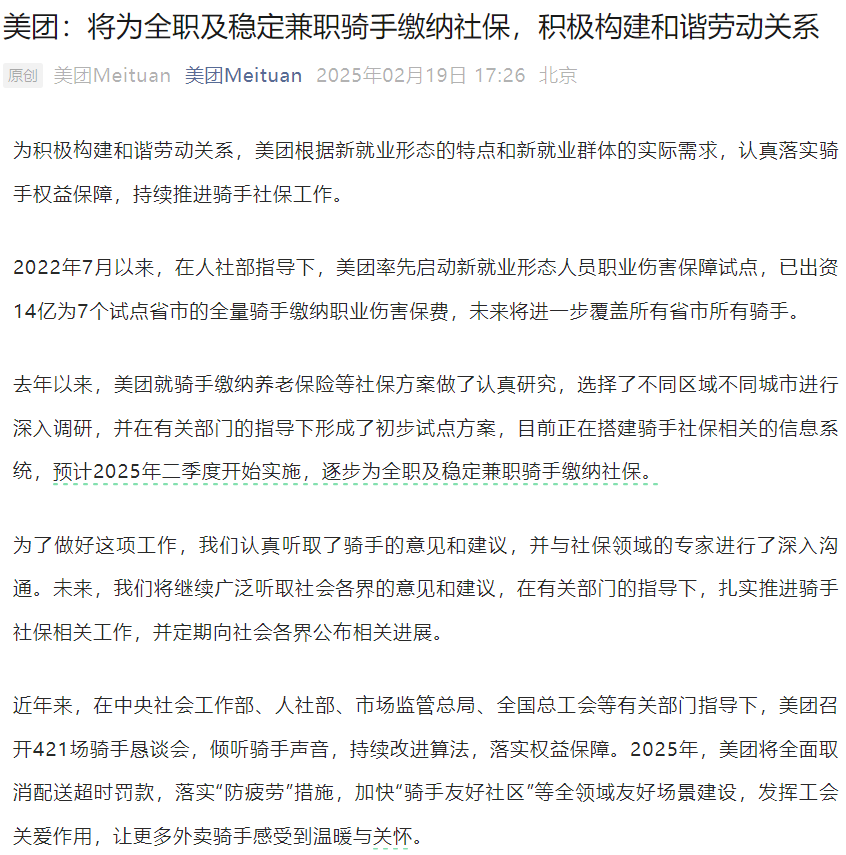 美团：将为全职及稳定兼职骑手缴纳社保，积极构建和谐劳动关系
原创 美团Meituan 美团Meituan 2025年02月19日 17:26 北京
为积极构建和谐劳动关系，美团根据新就业形态的特点和新就业群体的实际需求，认真落实骑
手权益保障，持续推进骑手社保工作。
2022年7月以来，在人社部指导下，美团率先启动新就业形态人员职业伤害保障试点，已出资
14亿为7个试点省市的全量骑手缴纳职业伤害保费，未来将进一步覆盖所有省市所有骑手。
去年以来，美团就骑手缴纳养老保险等社保方案做了认真研究，选择了不同区域不同城市进行
深入调研，并在有关部门的指导下形成了初步试点方案，目前正在搭建骑手社保相关的信息系
统，预计2025年二季度开始实施，逐步为全职及稳定兼职骑手缴纳社保。
为了做好这项工作，我们认真听取了骑手的意见和建议，并与社保领域的专家进行了深入沟
通。未来，我们将继续广泛听取社会各界的意见和建议，在有关部门的指导下，扎实推进骑手
社保相关工作，并定期向社会各界公布相关进展。
近年来，在中央社会工作部、人社部、市场监管总局、全国总工会等有关部门指导下，美团召
开421场骑手恳谈会，倾听骑手声音，持续改进算法，落实权益保障。2025年，美团将全面取
消配送超时罚款，落实“防疲劳”措施，加快“骑手友好社区”等全领域友好场景建设，发挥工会
关爱作用，让更多外卖骑手感受到温暖与关怀。